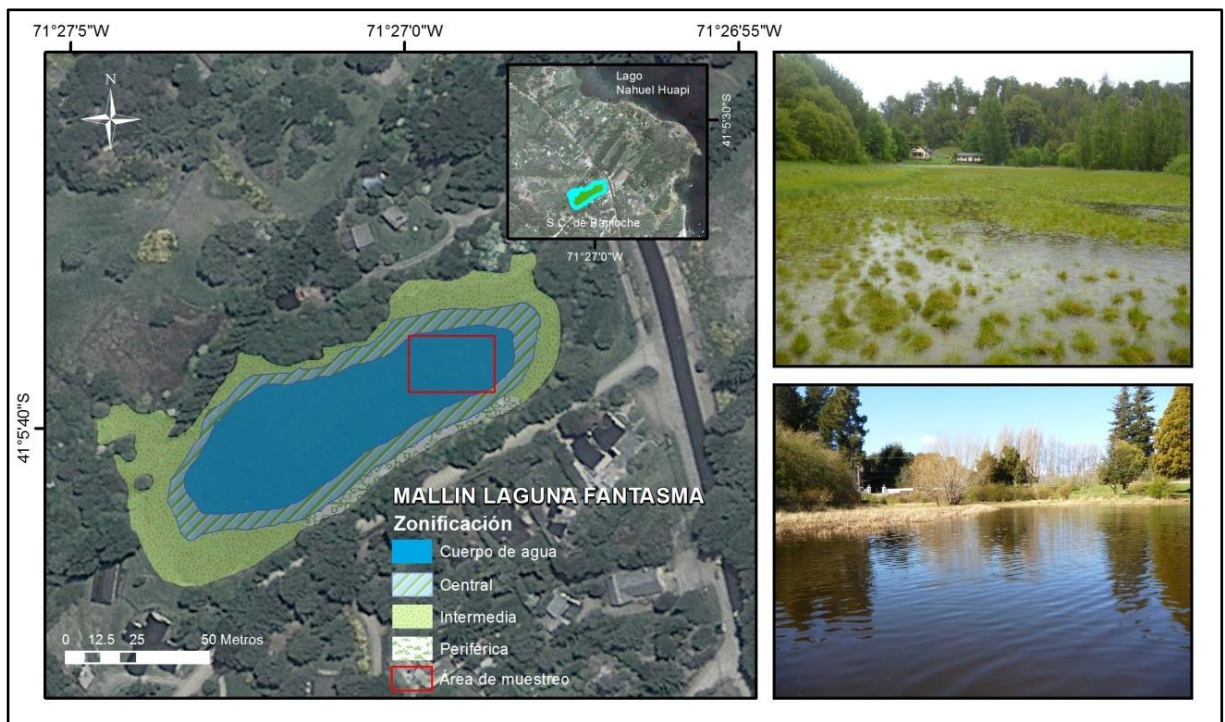 71°27'5"W
71°27'0"W
71°26'55"W
N
Lago
Nahuel Huapi
41°5'30"S
S.C. de Bariloche
71°27'0"W
41°5'40"S
MALLIN LAGUNA FANTASMA
Zonificación
Cuerpo de agua
Central
Intermedia
Periférica
Área de muestreo
0 12.5 25 50 Metros